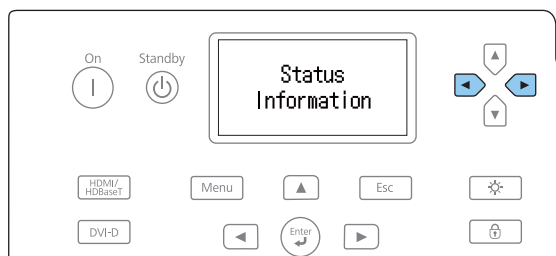 On
Standby
Status
Information
HDMI/
HDBaseT
Menu
Esc
DVI-D
Enter